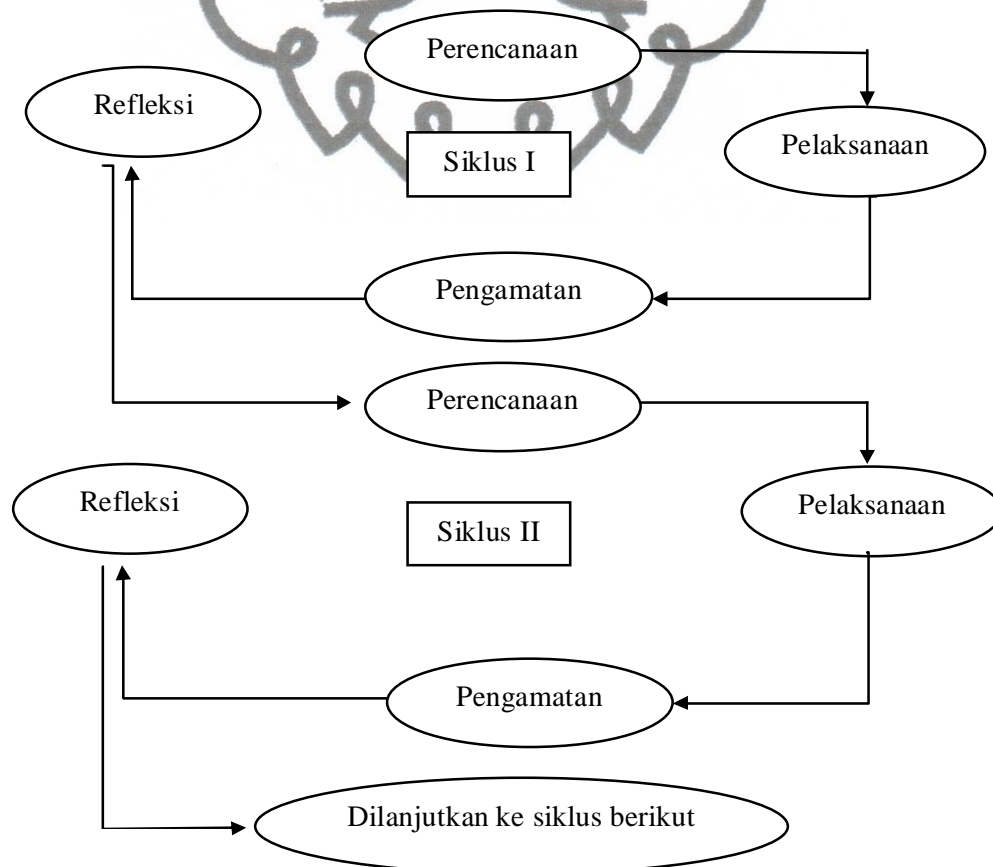 Perencanaan
Refleksi
Pelaksanaan
Siklus I
Pengamatan
Perencanaan
Refleksi
Pelaksanaan
Siklus II
Pengamatan
Dilanjutkan ke siklus berikut